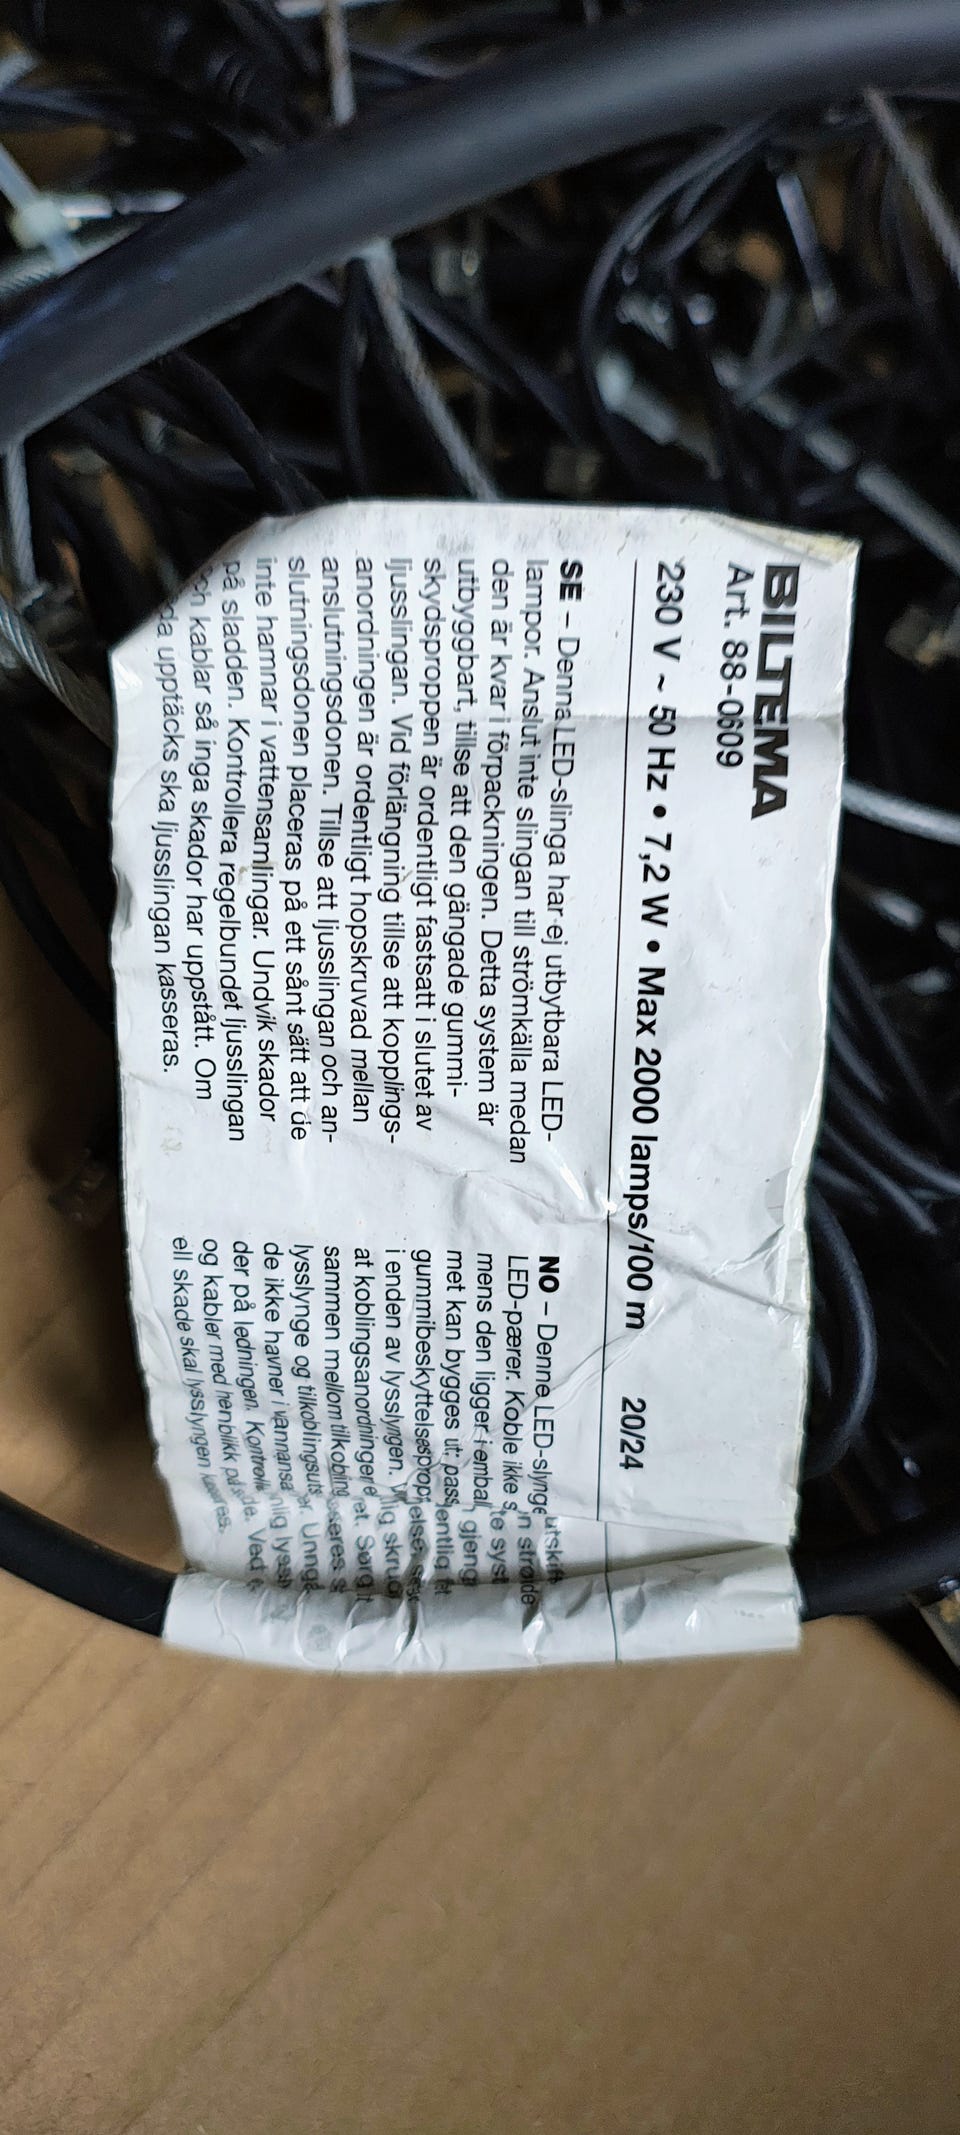 BILTEMA
Art. 88-0609
230 V ~ 50 Hz • 7,2 W • Max 2000 lamps/100 m 20/24
SE – Denna LED-slinga har ej utbytbara LED-
lampor. Anslut inte slingan till strömkälla medan
den är kvar i förpackningen. Detta system är
utbyggbart, tillse att den gängade gummi-
skyddsproppen är ordentligt fastsatt i slutet av
ljusslingan. Vid förlängning tillse att kopplings-
anordningen är ordentligt hopskruvad mellan
anslutningsdonen. Tillse att ljusslingan och an-
slutningsdonen placeras på ett sånt sätt att de
inte hamnar i vattensamlingar. Undvik skador
på sladden. Kontrollera regelbundet ljusslingan
kablar så inga skador har uppstått. Om
upptäcks ska ljusslingan kasseras.
NO – Denne LED-slynge
LED-pærer. Koble ikke
mens den ligger i
met kan bygges ut:
gummibeskyttelses
i enden av lysslyngen.
at koblingsanordningen
sammen mellom tilkobling
lysslynge og
de ikke havner i
der på ledningen.
og kabler med henblikk på
ell skade skal lysslyngen